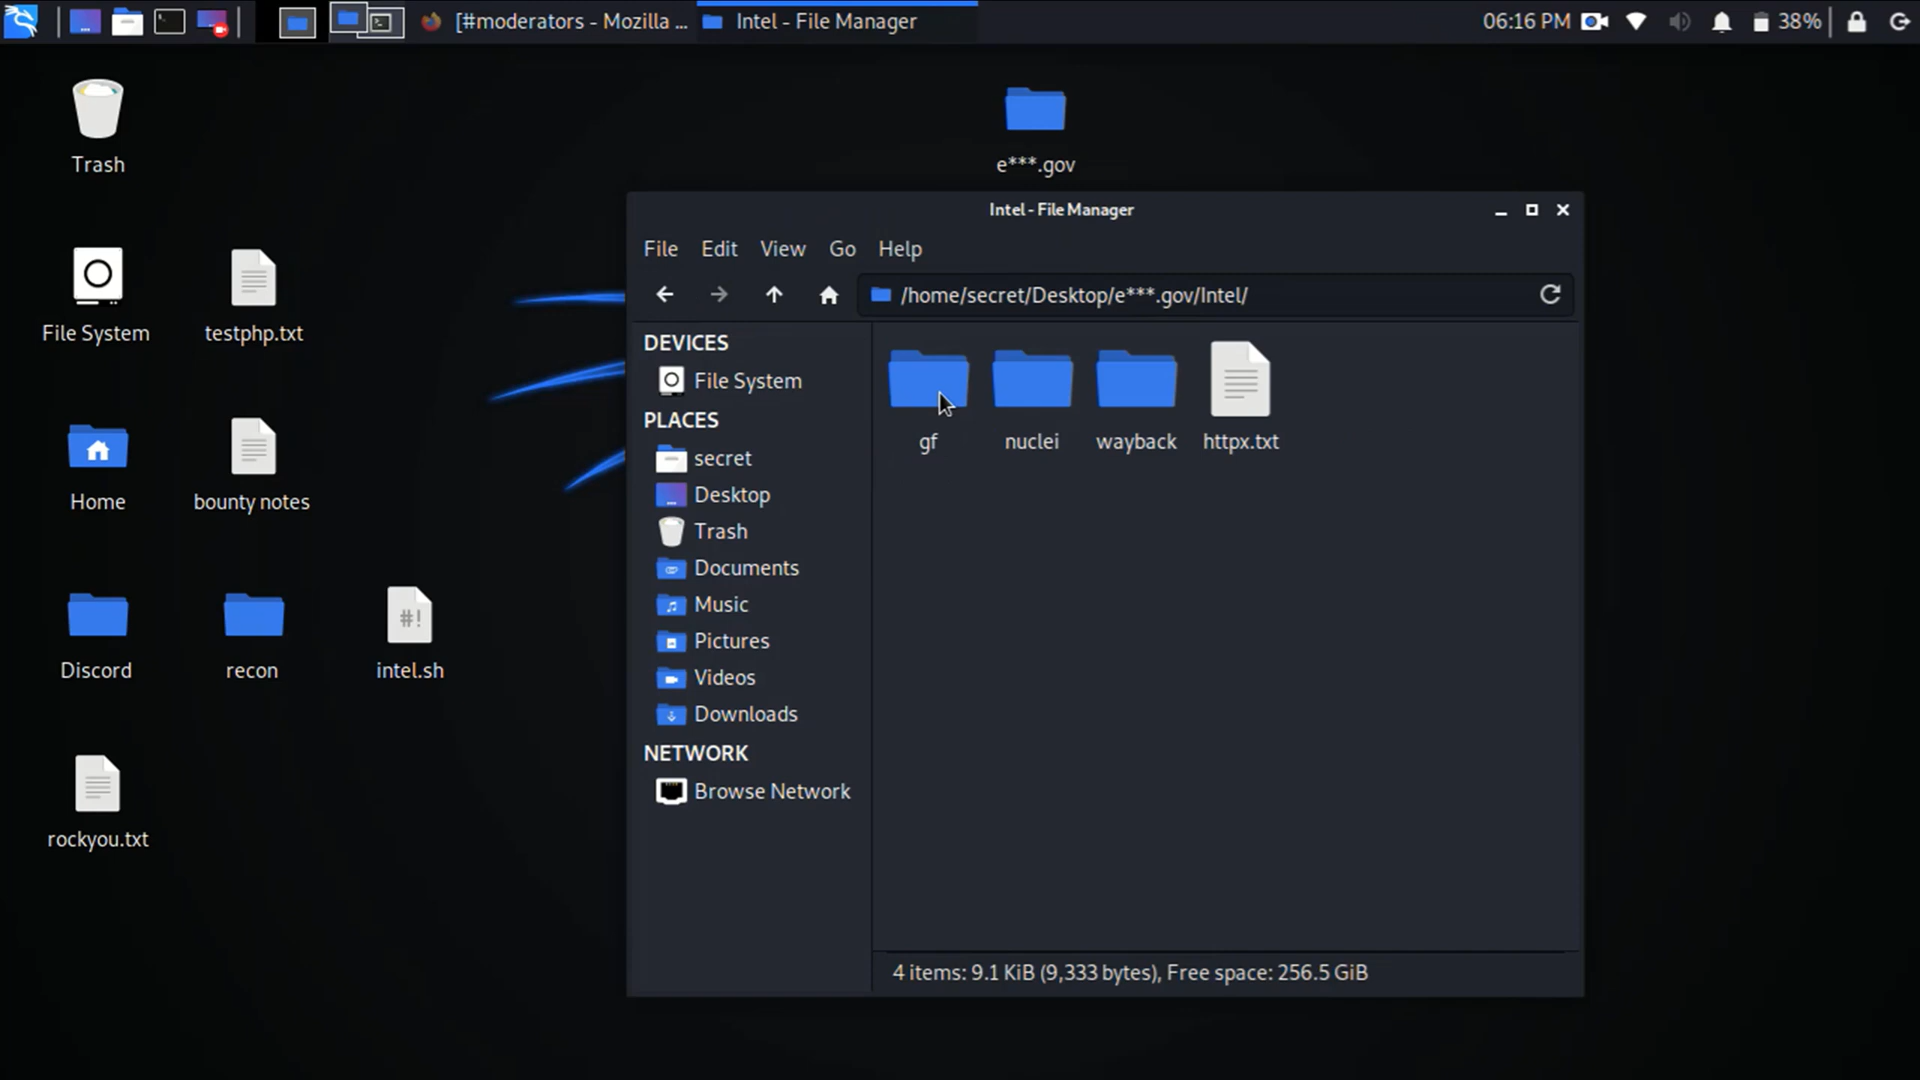 [#moderators - Mozilla ...
Intel - File Manager
06:16 PM
38%
Trash
e***.gov
File System
testphp.txt
Home
bounty notes
Discord
recon
intel.sh
rockyou.txt
Intel - File Manager
File Edit View Go Help
/home/secret/Desktop/e***.gov/Intel/
DEVICES
File System
PLACES
secret
Desktop
Trash
Documents
Music
Pictures
Videos
Downloads
NETWORK
Browse Network
gf
nuclei
wayback
httpx.txt
4 items: 9.1 KiB (9,333 bytes), Free space: 256.5 GiB